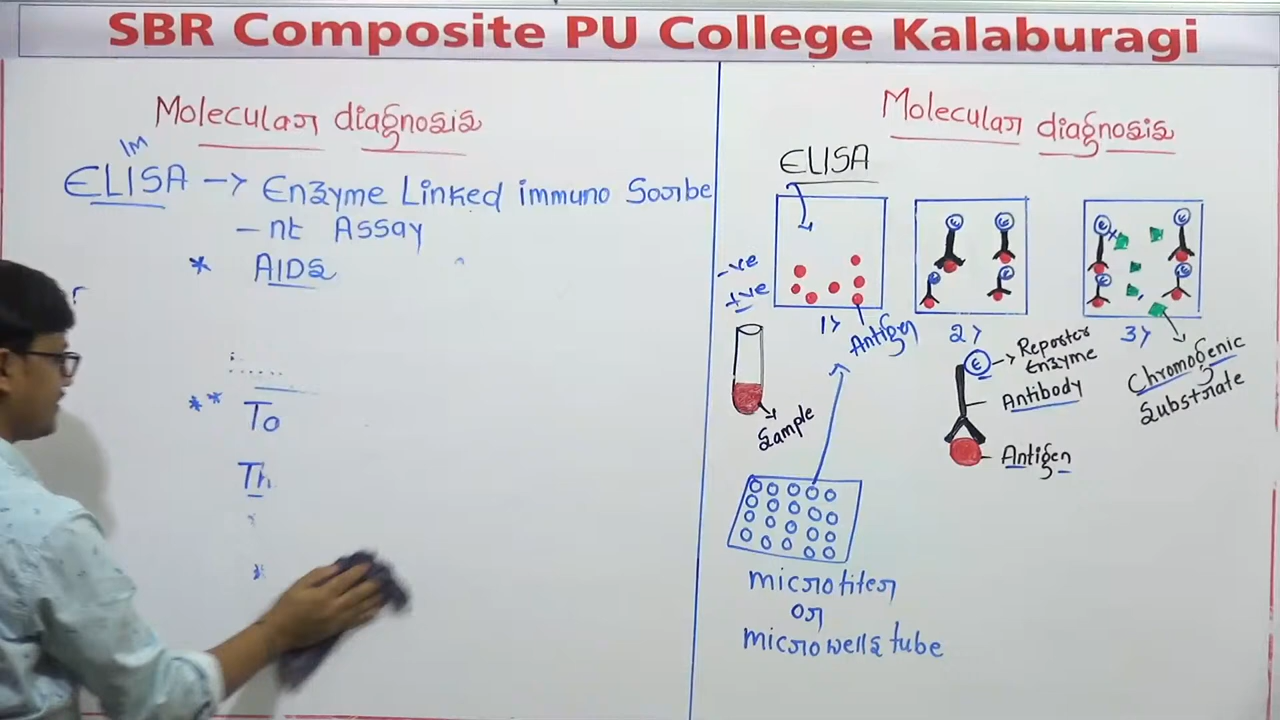 SBR Composite PU College Kalaburagi
Molecular diagnosis
IM
ELISA → Enzyme Linked immuno Sorbe
- nt Assay
* AIDS
** To
Th
*
Molecular diagnosis
ELISA
-ve
+ve
1>
Antigen
Sample
microtiter
or
microwells tube
2>
E → Reporter
Enzyme
Antibody
Antigen
3>
Chromogenic
Substrate